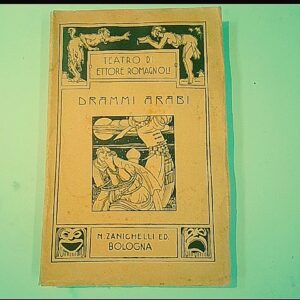 TEATRO DI
ETTORE ROMAGNOLI
DRAMMI ARABI
N. ZANICHELLI ED.
BOLOGNA